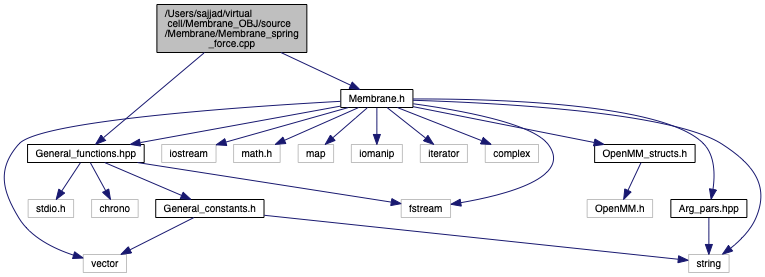 /Users/sajjad/virtual
cell/Membrane_OBJ/source
/Membrane/Membrane_spring
_force.cpp
Membrane.h
General_functions.hpp
iostream
math.h
map
iomanip
iterator
complex
OpenMM_structs.h
stdio.h
chrono
General_constants.h
fstream
OpenMM.h
Arg_pars.hpp
vector
string